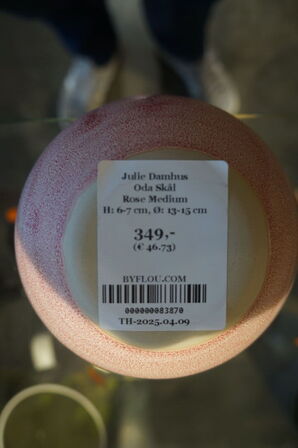 Julie Damhus
Oda Skål
Rose Medium
H: 6-7 cm, Ø: 13-15 cm
349,-
(€ 46.73)
BYFLOU.COM
000000083870
TH-2025.04.09